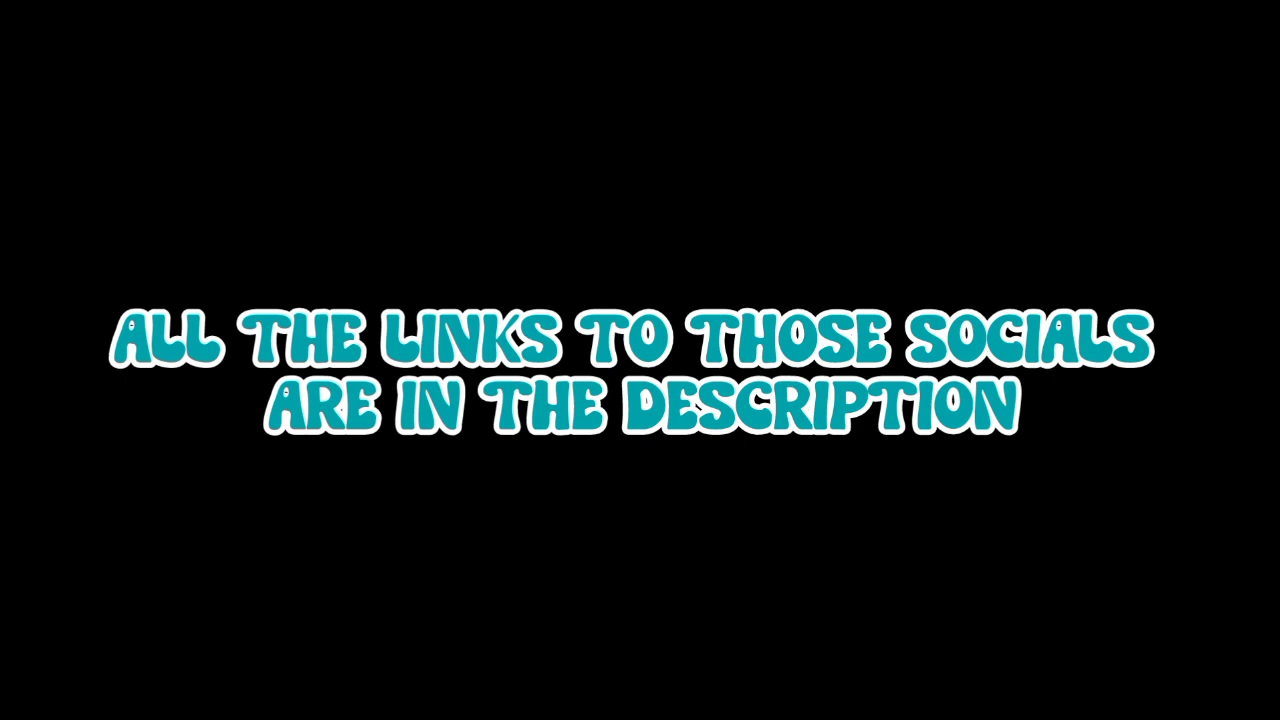 ALL THE LINKS TO THOSE SOCIALS
ARE IN THE DESCRIPTION